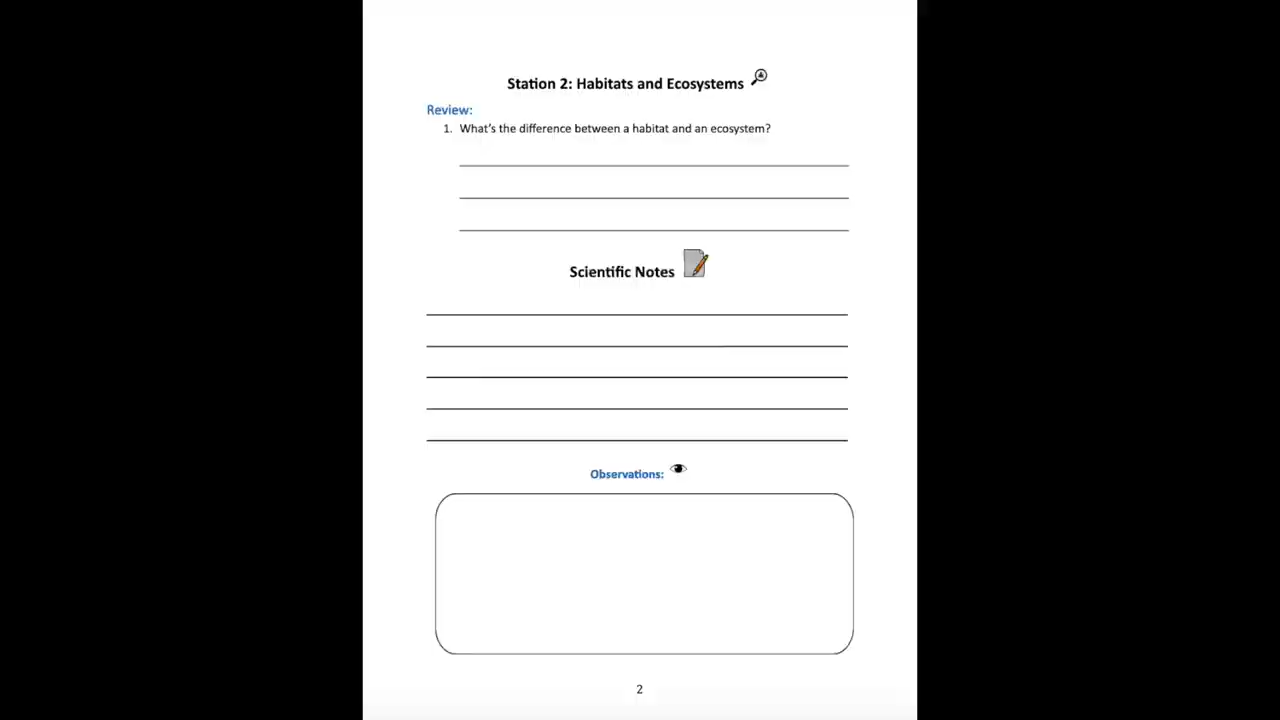 Station 2: Habitats and Ecosystems
Review:
1. What's the difference between a habitat and an ecosystem?
Scientific Notes
Observations:
2